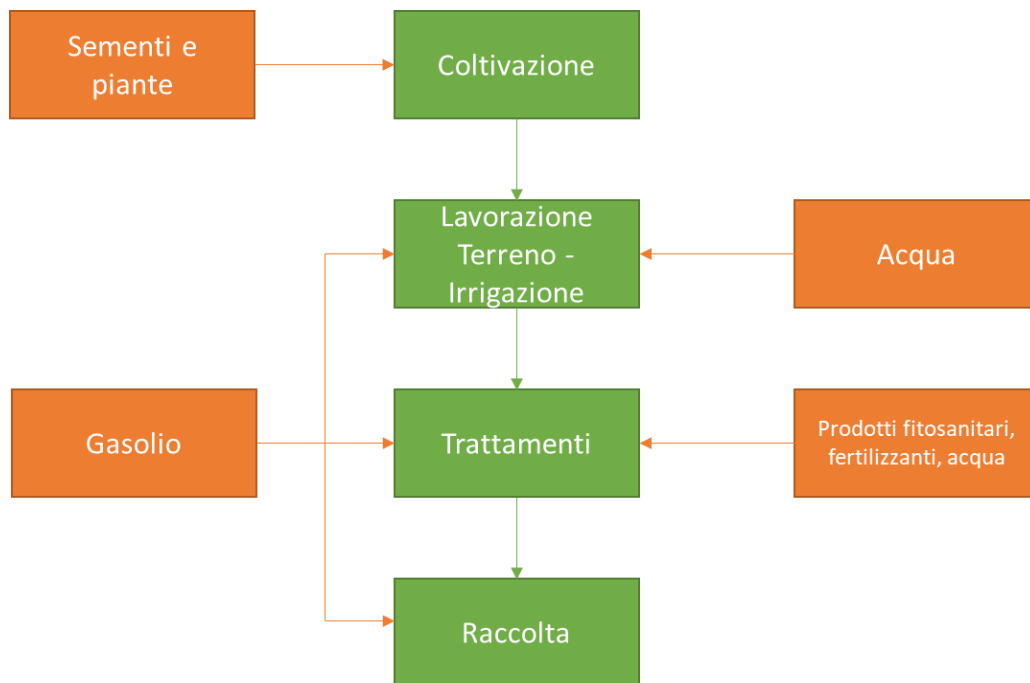 Sementi e
piante
Coltivazione
Lavorazione
Terreno -
Irrigazione
Acqua
Gasolio
Trattamenti
Prodotti fitosanitari,
fertilizzanti, acqua
Raccolta